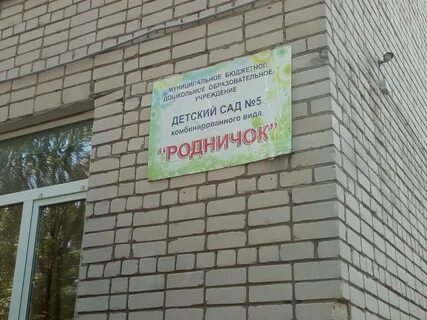 МУНИЦИПАЛЬНОЕ БЮДЖЕТНОЕ
ДОШКОЛЬНОЕ ОБРАЗОВАТЕЛЬНОЕ
УЧРЕЖДЕНИЕ
ДЕТСКИЙ САД №5
комбинированного вида
"РОДНИЧОК"